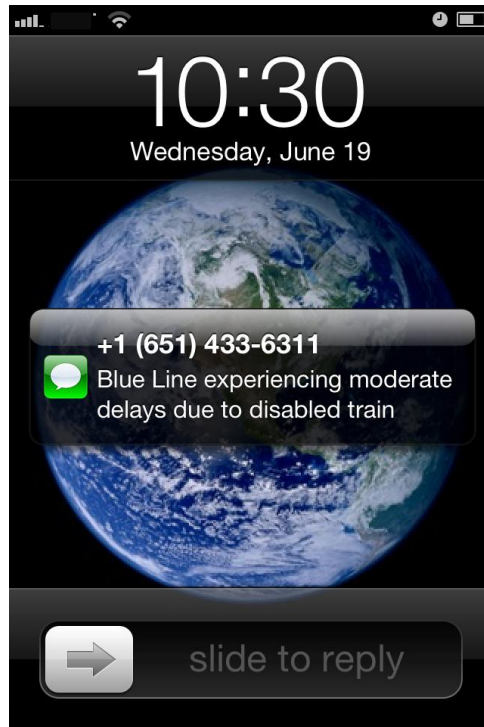 10:30
Wednesday, June 19
+1 (651) 433-6311
Blue Line experiencing moderate
delays due to disabled train
slide to reply